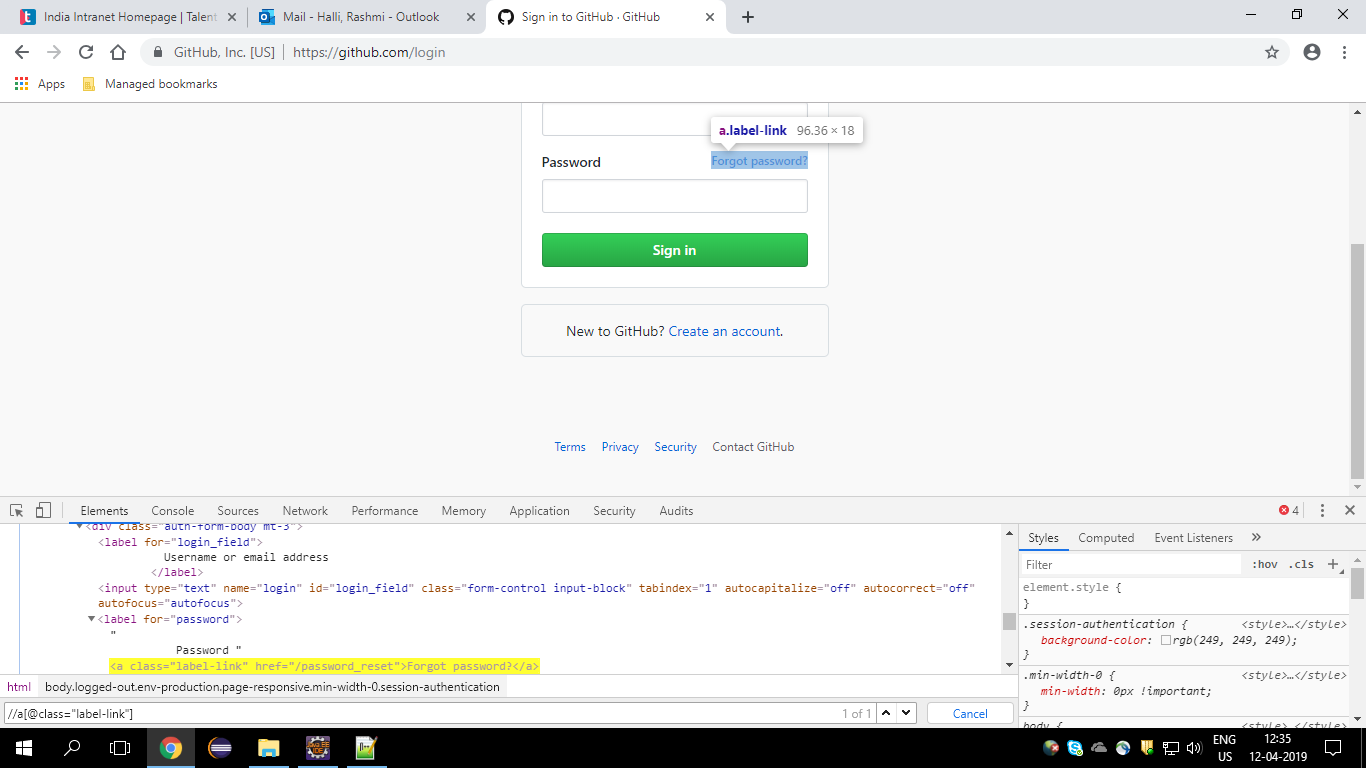 India Intranet Homepage | Talent
Mail - Halli, Rashmi - Outlook
Sign in to GitHub · GitHub
GitHub, Inc. [US] | https://github.com/login
Apps
Managed bookmarks
a.label-link 96.36 × 18
Password
Forgot password?
Sign in
New to GitHub? Create an account.
Terms
Privacy
Security
Contact GitHub
Elements
Console
Sources
Network
Performance
Memory
Application
Security
Audits
4
<div class="auth-form-body mt-3">
<label for="login_field">
Username or email address
</label>
<input type="text" name="login" id="login_field" class="form-control input-block" tabindex="1" autocapitalize="off" autocorrect="off"
autofocus="autofocus">
<label for="password">
"
Password "
<a class="label-link" href="/password_reset">Forgot password?</a>
html
body.logged-out.env-production.page-responsive.min-width-0.session-authentication
//a[@class="label-link"]
1 of 1
Cancel
Styles
Computed
Event Listeners
»
Filter
:hov
.cls
+
element.style {
}
.session-authentication {
<style>…</style>
background-color: rgb(249, 249, 249);
}
.min-width-0 {
<style>…</style>
min-width: 0px !important;
}
body {
<style>…</style>
ENG
US
12:35
12-04-2019